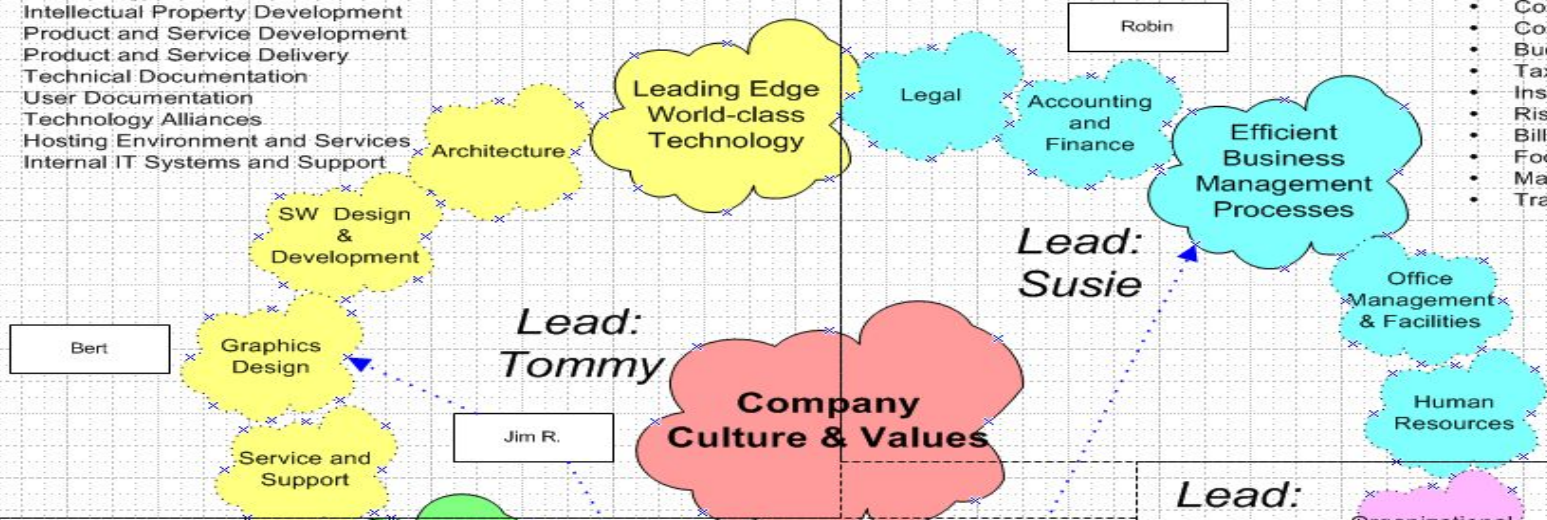 Intellectual Property Development
Product and Service Development
Product and Service Delivery
Technical Documentation
User Documentation
Technology Alliances
Hosting Environment and Services
Internal IT Systems and Support
Leading Edge
World-class
Technology
Architecture
SW Design
&
Development
Graphics
Design
Service and
Support
Bert
Jim R.
Lead:
Tommy
Company
Culture & Values
Robin
Legal
Accounting
and
Finance
Efficient
Business
Management
Processes
Lead:
Susie
Office
Management
& Facilities
Human
Resources
Lead: